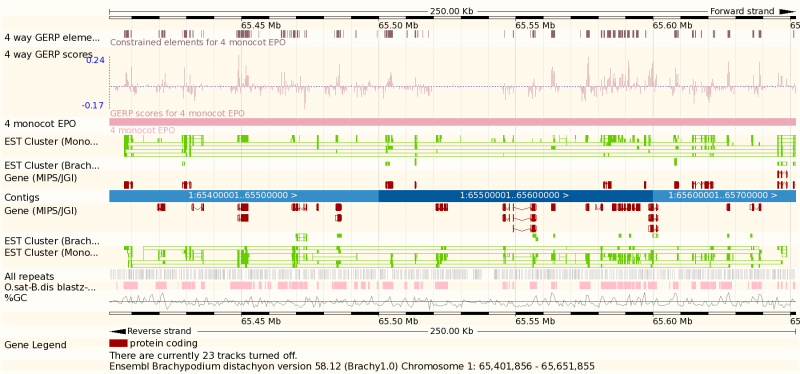 250.00 Kb Forward strand
65.45 Mb 65.50 Mb 65.55 Mb 65.60 Mb 65
4 way GERP eleme...
Constrained elements for 4 monocot EPO
4 way GERP scores
0.24
-0.17
GERP scores for 4 monocot EPO
4 monocot EPO
4 monocot EPO
EST Cluster (Mono...
EST Cluster (Brach...
Gene (MIPS/JGI)
Contigs 1:65400001..65500000 > 1:65500001..65600000 > 1:65600001..65700000 >
Gene (MIPS/JGI)
EST Cluster (Brach...
EST Cluster (Mono...
All repeats
O.sat-B.dis blastz-...
%GC
65.45 Mb 65.50 Mb 65.55 Mb 65.60 Mb 65
Reverse strand 250.00 Kb
Gene Legend protein coding
There are currently 23 tracks turned off.
Ensembl Brachypodium distachyon version 58.12 (Brachy1.0) Chromosome 1: 65,401,856 - 65,651,855